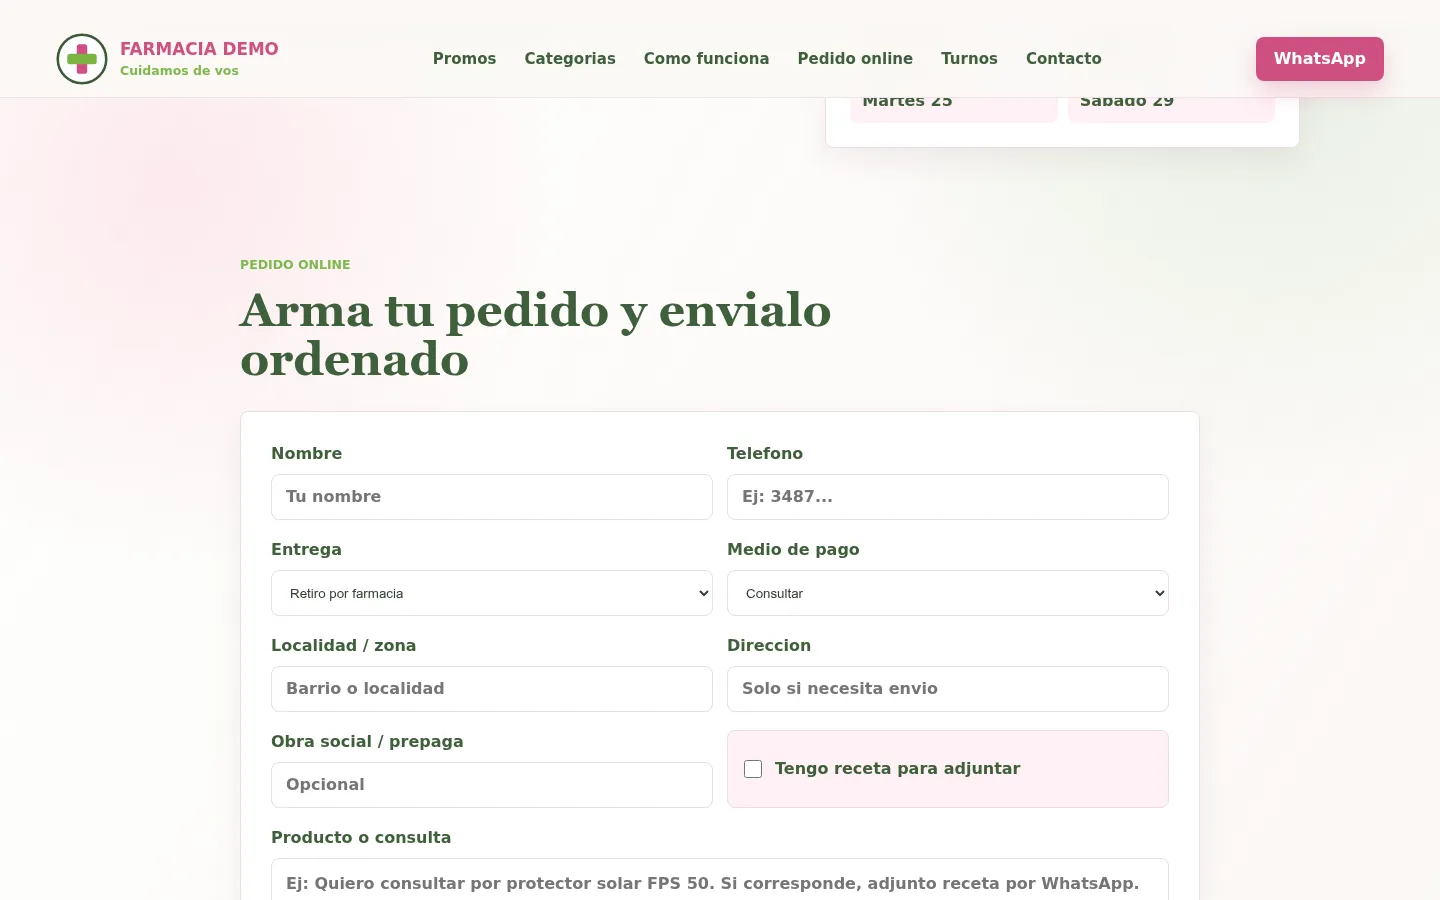 FARMACIA DEMO
Cuidamos de vos
Promos
Categorias
Como funciona
Pedido online
Turnos
Contacto
WhatsApp
Martes 25
Sabado 29
PEDIDO ONLINE
Arma tu pedido y envialo
ordenado
Nombre
Telefono
Tu nombre
Ej: 3487...
Entrega
Medio de pago
Retiro por farmacia
Consultar
Localidad / zona
Direccion
Barrio o localidad
Solo si necesita envio
Obra social / prepaga
Opcional
Tengo receta para adjuntar
Producto o consulta
Ej: Quiero consultar por protector solar FPS 50. Si corresponde, adjunto receta por WhatsApp.